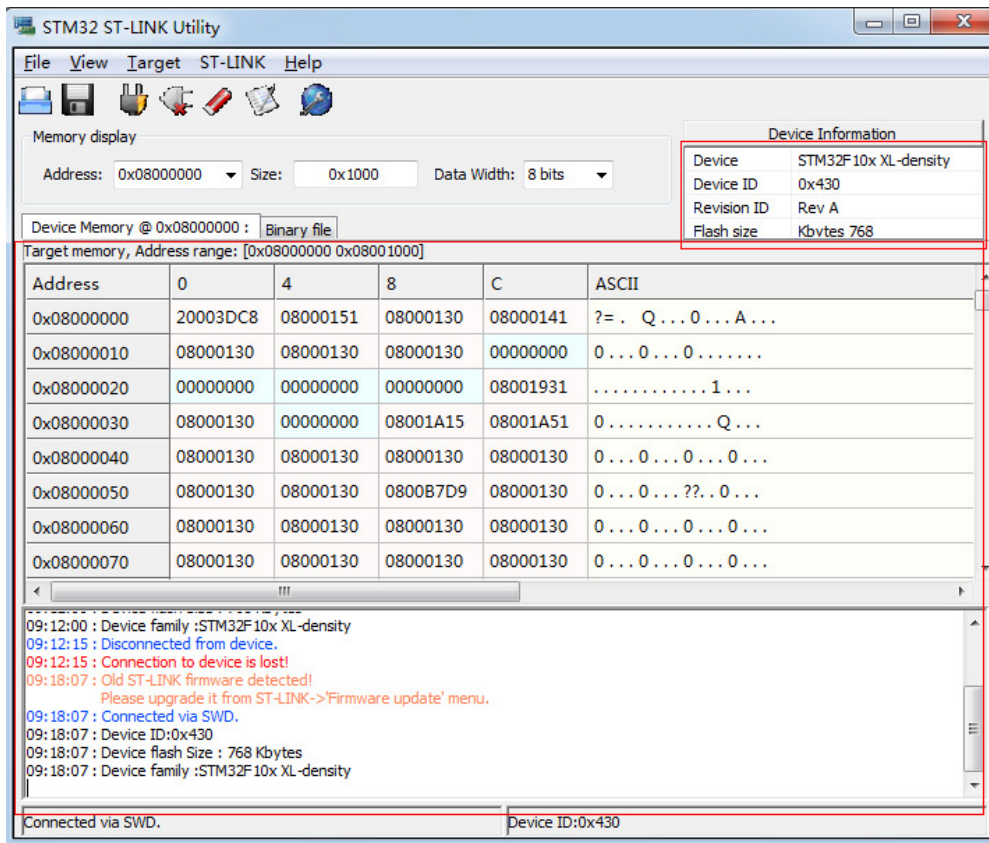 STM32 ST-LINK Utility
File View Target ST-LINK Help
Memory display
Address: 0x08000000 Size: 0x1000 Data Width: 8 bits
Device Information
Device STM32F10x XL-density
Device ID 0x430
Revision ID Rev A
Flash size Kbytes 768
Device Memory @ 0x08000000 : Binary file
Target memory, Address range: [0x08000000 0x08001000]
Address 0 4 8 C ASCII
0x08000000 20003DC8 08000151 08000130 08000141 ?= . Q...0...A...
0x08000010 08000130 08000130 08000130 00000000 0...0...0.......
0x08000020 00000000 00000000 00000000 08001931 ............1...
0x08000030 08000130 00000000 08001A15 08001A51 0...........Q...
0x08000040 08000130 08000130 08000130 08000130 0...0...0...0...
0x08000050 08000130 08000130 0800B7D9 08000130 0...0...??..0...
0x08000060 08000130 08000130 08000130 08000130 0...0...0...0...
0x08000070 08000130 08000130 08000130 08000130 0...0...0...0...
09:12:00 : Device family :STM32F10x XL-density
09:12:15 : Disconnected from device.
09:12:15 : Connection to device is lost!
09:18:07 : Old ST-LINK firmware detected!
Please upgrade it from ST-LINK->'Firmware update' menu.
09:18:07 : Connected via SWD.
09:18:07 : Device ID:0x430
09:18:07 : Device flash Size : 768 Kbytes
09:18:07 : Device family :STM32F10x XL-density
Connected via SWD. Device ID:0x430